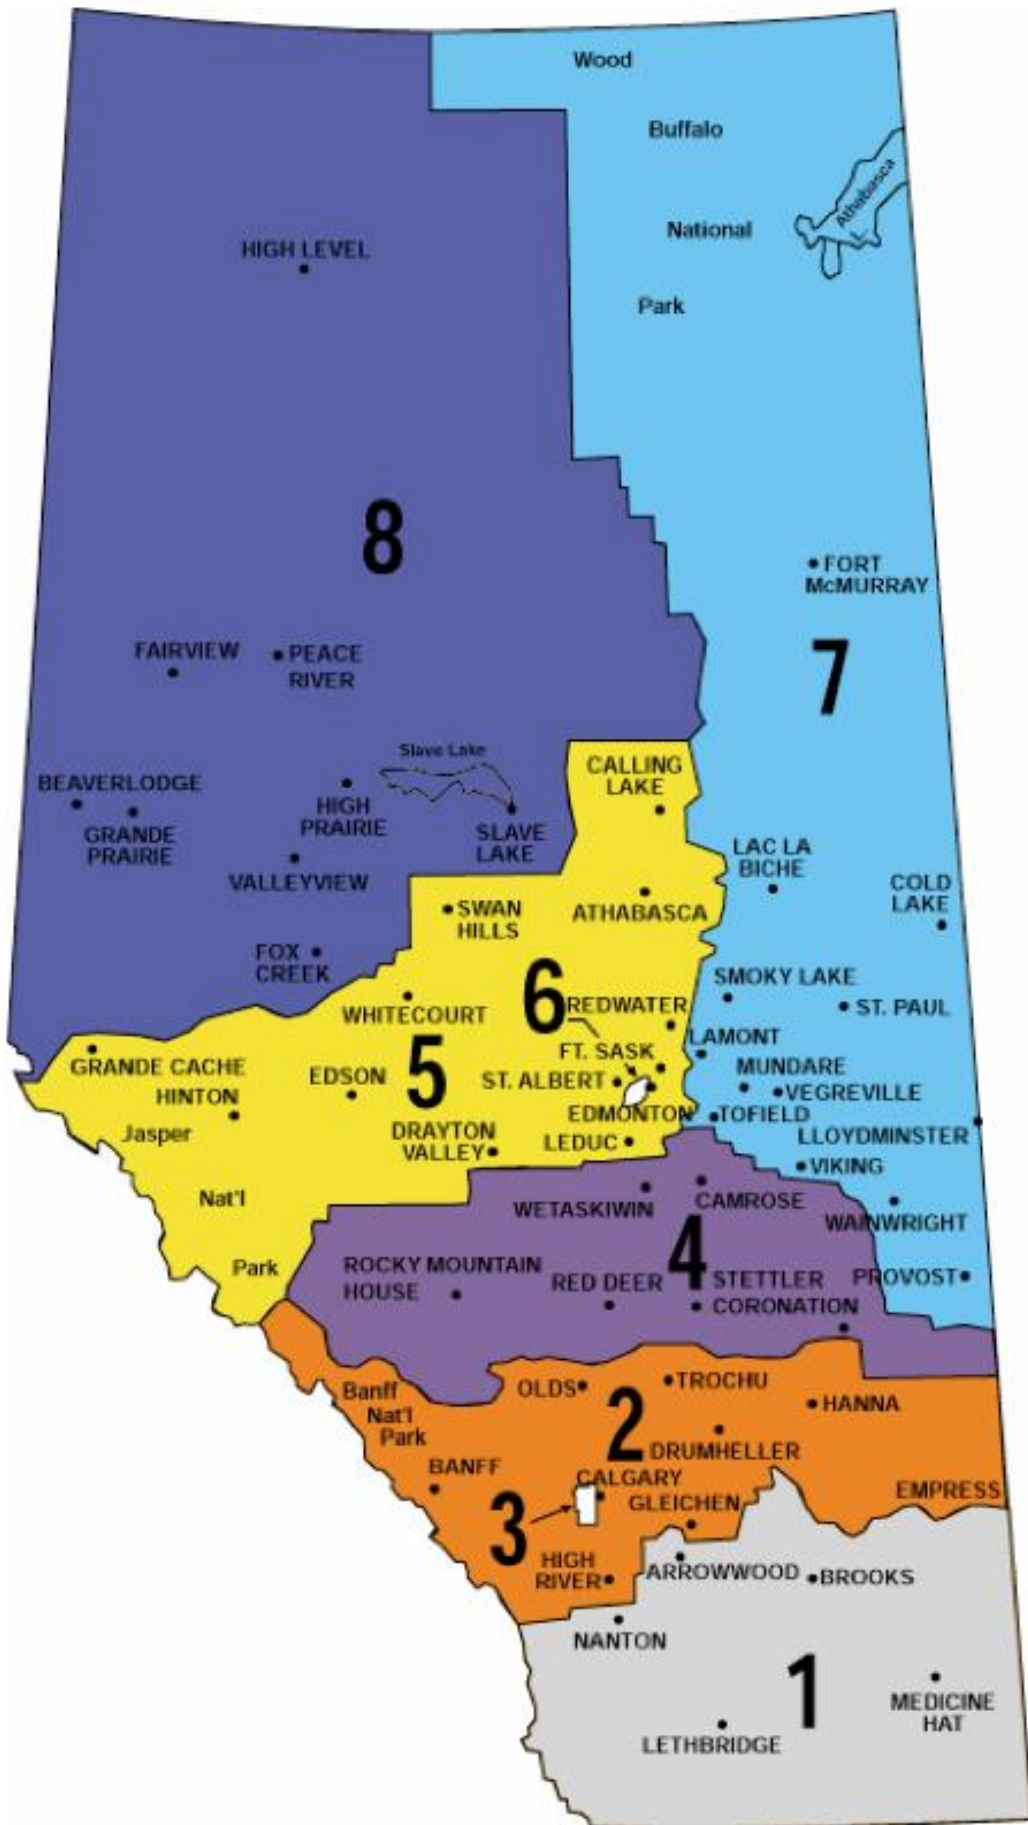 Wood
Buffalo
National
Park
Athabasca
L
HIGH LEVEL
8
FORT
McMURRAY
7
FAIRVIEW
PEACE
RIVER
Slave Lake
CALLING
LAKE
BEAVERLODGE
GRANDE
PRAIRIE
HIGH
PRAIRIE
SLAVE
LAKE
VALLEYVIEW
LAC LA
BICHE
COLD
LAKE
SWAN
HILLS
ATHABASCA
FOX
CREEK
6
SMOKY LAKE
ST. PAUL
WHITECOURT
REDWATER
5
GRANDE CACHE
EDSON
FT. SASK
LAMONT
MUNDARE
VEGREVILLE
HINTON
ST. ALBERT
EDMONTON
TOFIELD
Jasper
DRAYTON
VALLEY
LEDUC
LLOYDMINSTER
VIKING
Nat'l
WETASKIWIN
CAMROSE
WAINWRIGHT
4
Park
ROCKY MOUNTAIN
HOUSE
RED DEER
STETTLER
PROVOST
CORONATION
Banff
Nat'l
Park
OLDS
TROCHU
2
HANNA
DRUMHELLER
BANFF
CALGARY
EMPRESS
3
GLEICHEN
HIGH
RIVER
ARROWWOOD
BROOKS
NANTON
1
MEDICINE
HAT
LETHBRIDGE